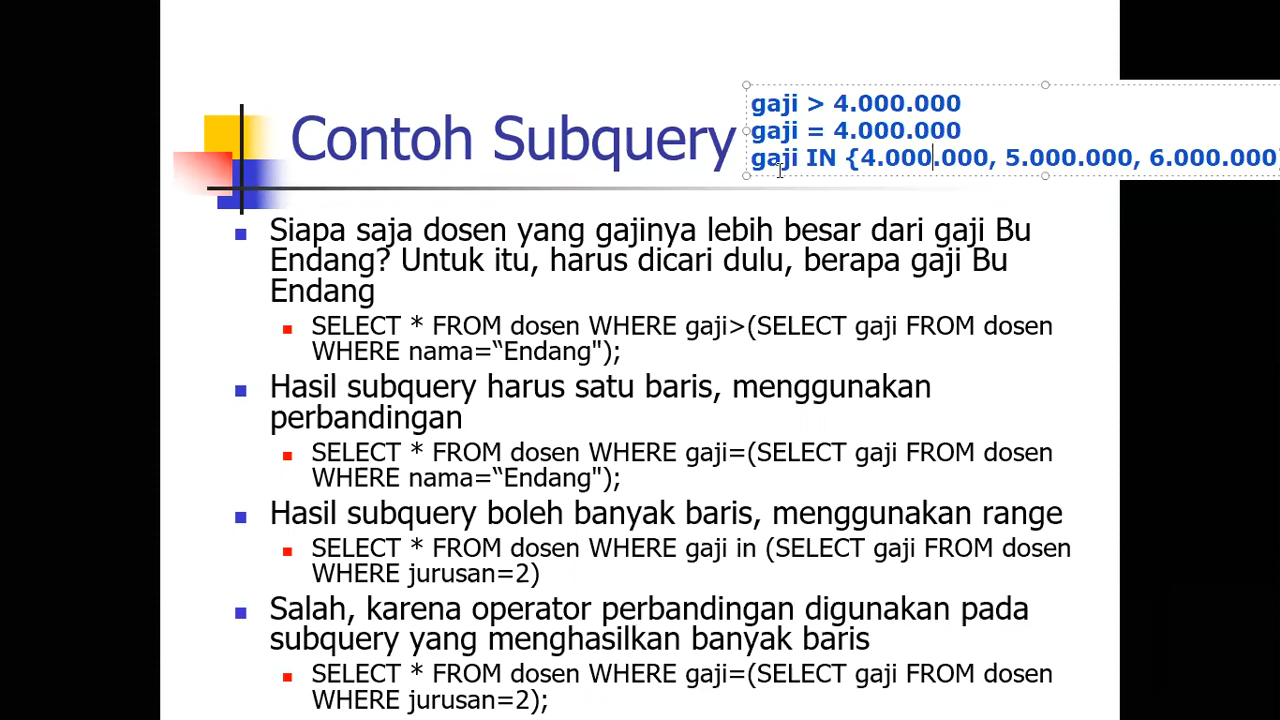 Contoh Subquery
gaji > 4.000.000
gaji = 4.000.000
gaji IN {4.000.000, 5.000.000, 6.000.000}
Siapa saja dosen yang gajinya lebih besar dari gaji Bu
Endang? Untuk itu, harus dicari dulu, berapa gaji Bu
Endang
SELECT * FROM dosen WHERE gaji>(SELECT gaji FROM dosen
WHERE nama=“Endang");
Hasil subquery harus satu baris, menggunakan
perbandingan
SELECT * FROM dosen WHERE gaji=(SELECT gaji FROM dosen
WHERE nama=“Endang");
Hasil subquery boleh banyak baris, menggunakan range
SELECT * FROM dosen WHERE gaji in (SELECT gaji FROM dosen
WHERE jurusan=2)
Salah, karena operator perbandingan digunakan pada
subquery yang menghasilkan banyak baris
SELECT * FROM dosen WHERE gaji=(SELECT gaji FROM dosen
WHERE jurusan=2);